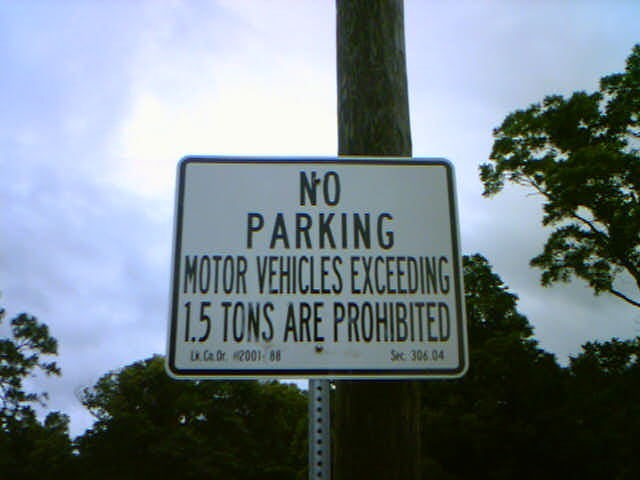 NO
PARKING
MOTOR VEHICLES EXCEEDING
1.5 TONS ARE PROHIBITED
Lk. Co. Or. #2001-88 Sec. 306.04